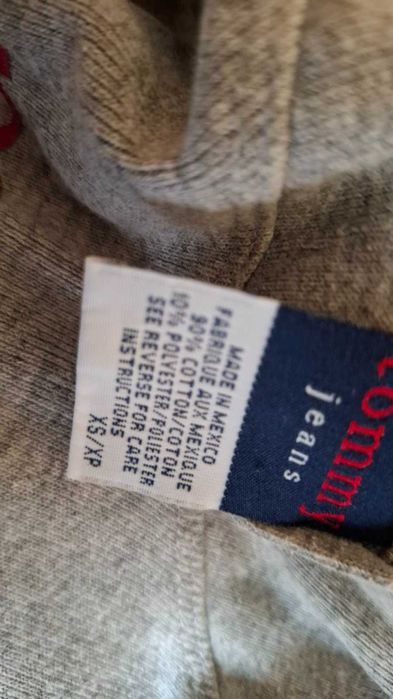 tommy
jeans
MADE IN MEXICO
FABRIQUE AUX MEXIQUE
90% COTTON/COTON
10% POLYESTER/POLIESTER
SEE REVERSE FOR CARE
INSTRUCTIONS
XS/XP